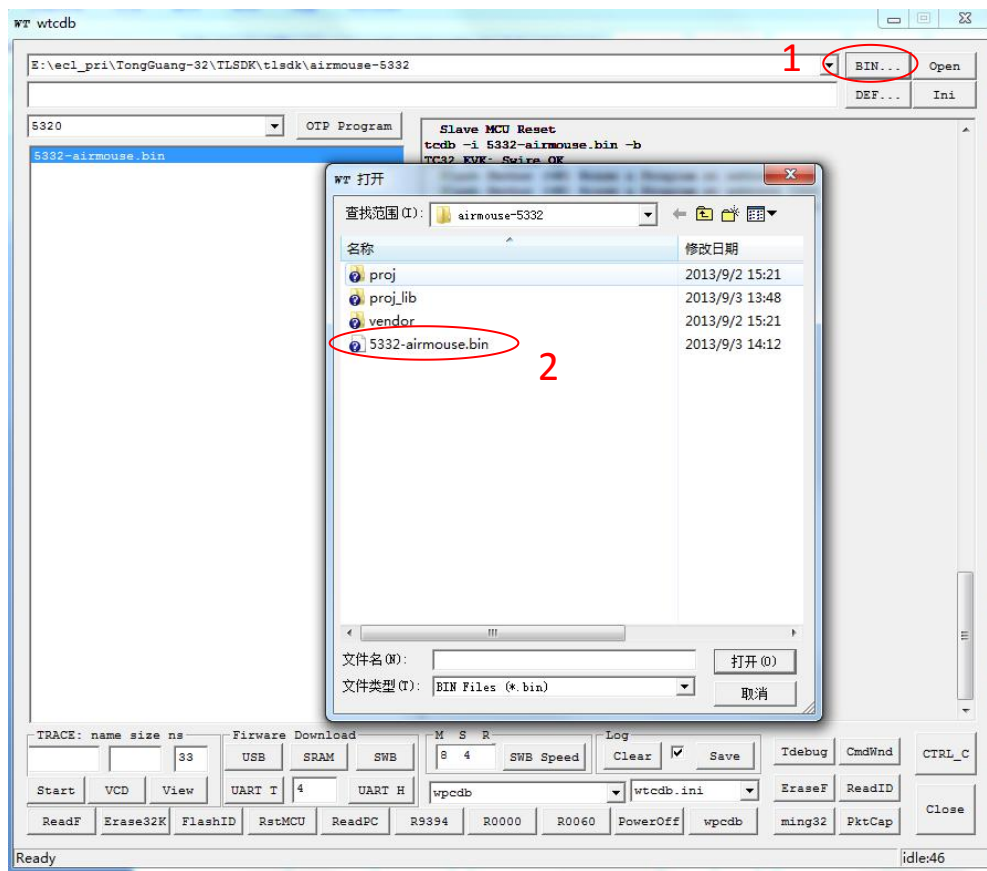 WT wtcdb
E:\ecl_pri\TongGuang-32\TLSDK\tlsdk\airmouse-5332
1
BIN...
Open
DEF...
Ini
5320
OTP Program
5332-airmouse.bin
Slave MCU Reset
tcdb -i 5332-airmouse.bin -b
TC32 EVK: Swire OK
WT 打开
查找范围(I):
airmouse-5332
名称
修改日期
proj
2013/9/2 15:21
proj_lib
2013/9/3 13:48
vendor
2013/9/2 15:21
5332-airmouse.bin
2013/9/3 14:12
2
文件名(N):
打开(O)
文件类型(T):
BIN Files (*.bin)
取消
TRACE: name size ns
Firware Download
M S R
Log
33
USB
SRAM
SWB
8 4
SWB Speed
Clear
Save
Tdebug
CmdWnd
CTRL_C
Start
VCD
View
UART T
4
UART H
wpcdb
wtcdb.ini
EraseF
ReadID
Close
ReadF
Erase32K
FlashID
RstMCU
ReadPC
R9394
R0000
R0060
PowerOff
wpcdb
ming32
PktCap
Ready
idle:46